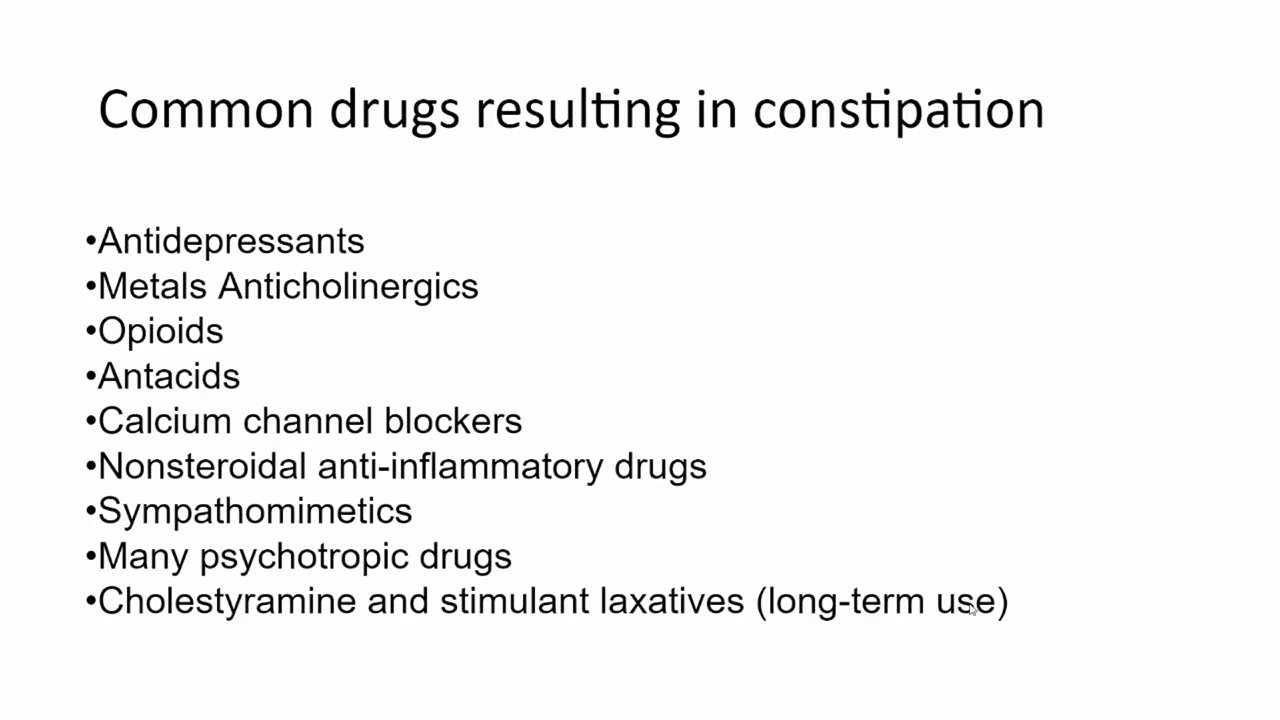 Common drugs resulting in constipation
•Antidepressants
•Metals Anticholinergics
•Opioids
•Antacids
•Calcium channel blockers
•Nonsteroidal anti-inflammatory drugs
•Sympathomimetics
•Many psychotropic drugs
•Cholestyramine and stimulant laxatives (long-term use)